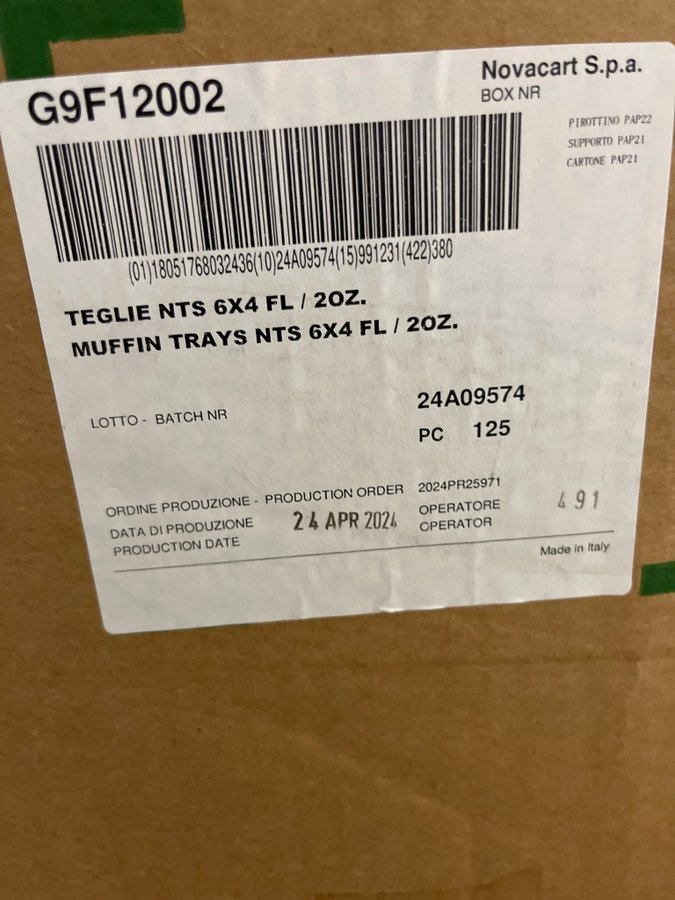 G9F12002
Novacart S.p.a.
BOX NR
PIROTTINO PAP22
SUPPORTO PAP21
CARTONE PAP21
(01)18051768032436(10)24A09574(15)991231(422)380
TEGLIE NTS 6X4 FL / 2OZ.
MUFFIN TRAYS NTS 6X4 FL / 2OZ.
LOTTO - BATCH NR 24A09574
PC 125
ORDINE PRODUZIONE - PRODUCTION ORDER 2024PR25971
DATA DI PRODUZIONE
PRODUCTION DATE
24 APR 2024
OPERATORE
OPERATOR
491
Made in Italy